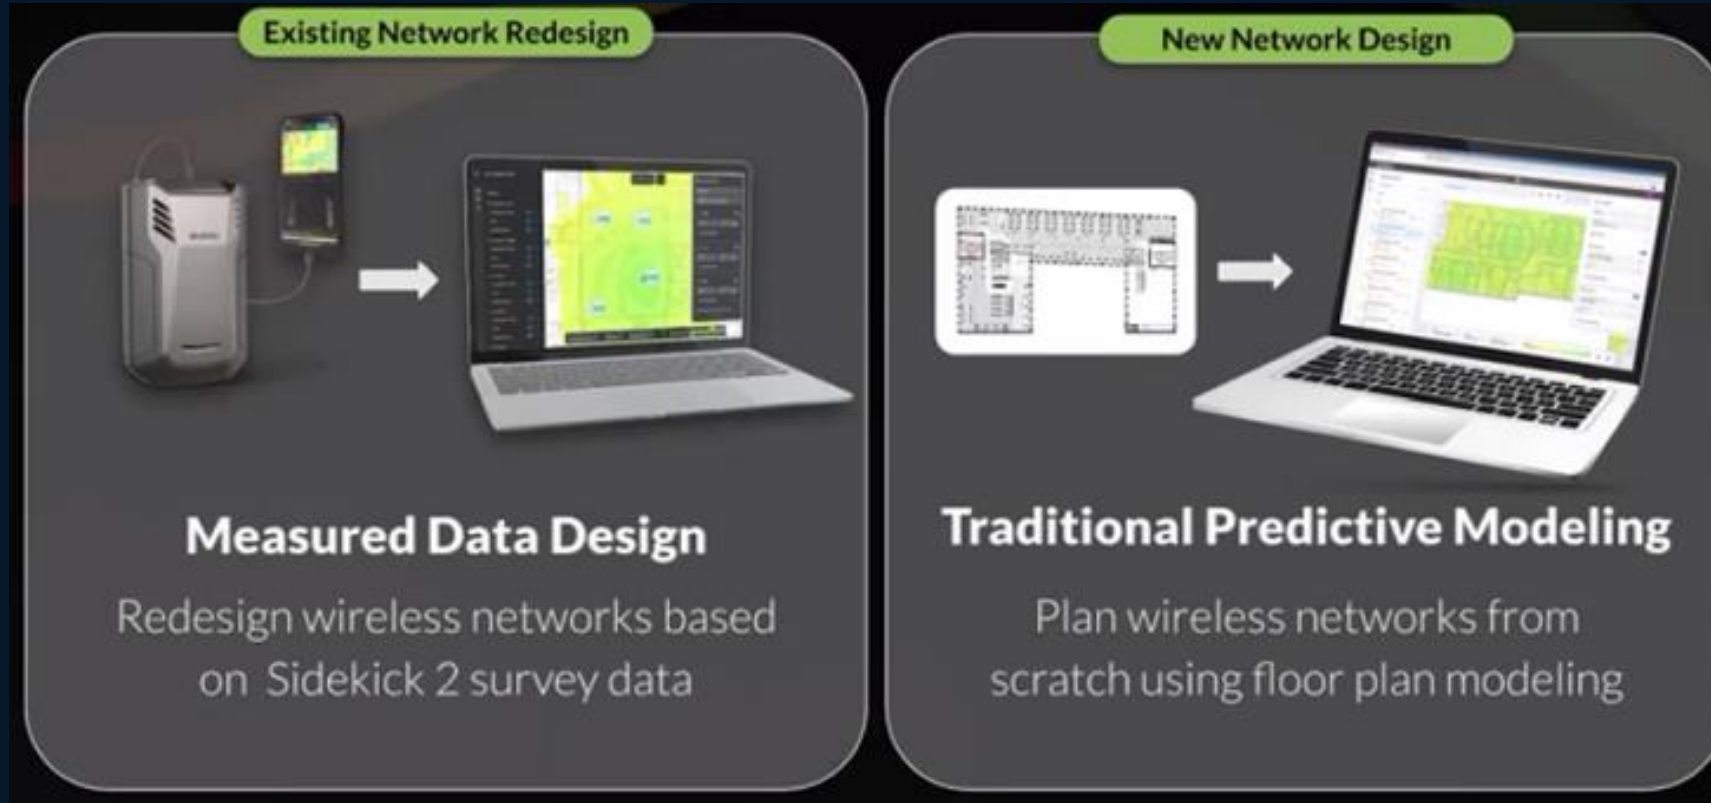 Existing Network Redesign
Measured Data Design
Redesign wireless networks based
on Sidekick 2 survey data
New Network Design
Traditional Predictive Modeling
Plan wireless networks from
scratch using floor plan modeling